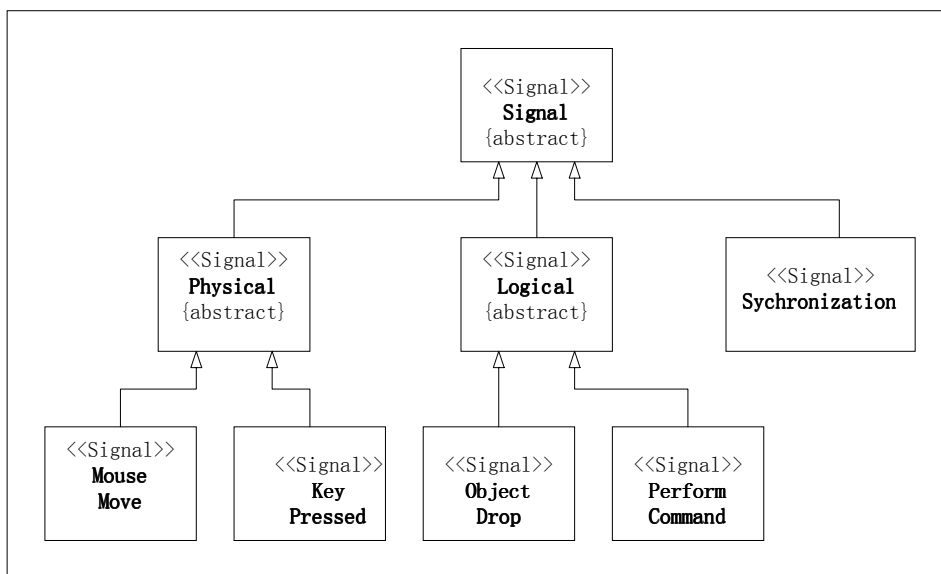 <<Signal>>
Signal
{abstract}
<<Signal>>
Physical
{abstract}
<<Signal>>
Logical
{abstract}
<<Signal>>
Sychronization
<<Signal>>
Mouse
Move
<<Signal>>
Key
Pressed
<<Signal>>
Object
Drop
<<Signal>>
Perform
Command